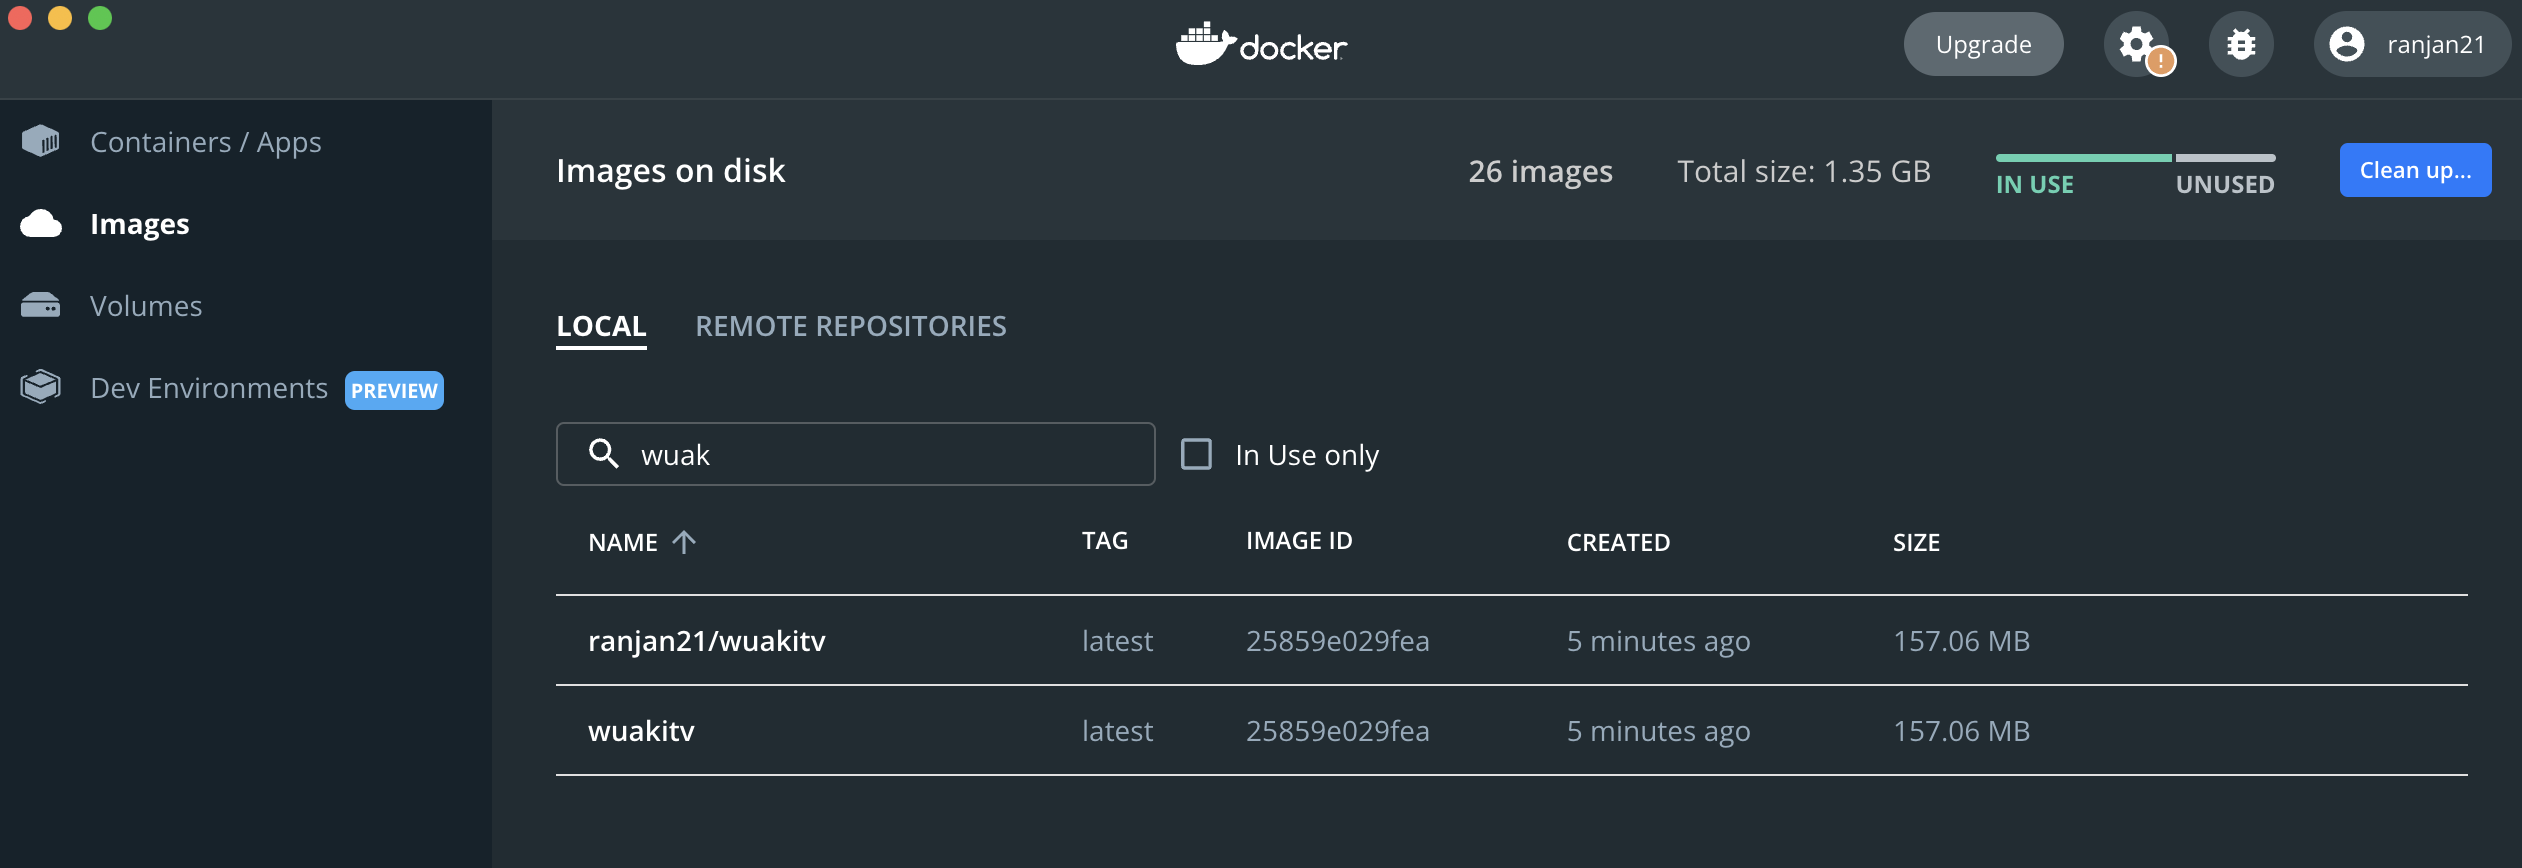 docker
Upgrade
!
ranjan21
Containers / Apps
Images
Volumes
Dev Environments PREVIEW
Images on disk
26 images
Total size: 1.35 GB
IN USE
UNUSED
Clean up...
LOCAL
REMOTE REPOSITORIES
wuak
In Use only
NAME TAG IMAGE ID CREATED SIZE
ranjan21/wuakitv latest 25859e029fea 5 minutes ago 157.06 MB
wuakitv latest 25859e029fea 5 minutes ago 157.06 MB